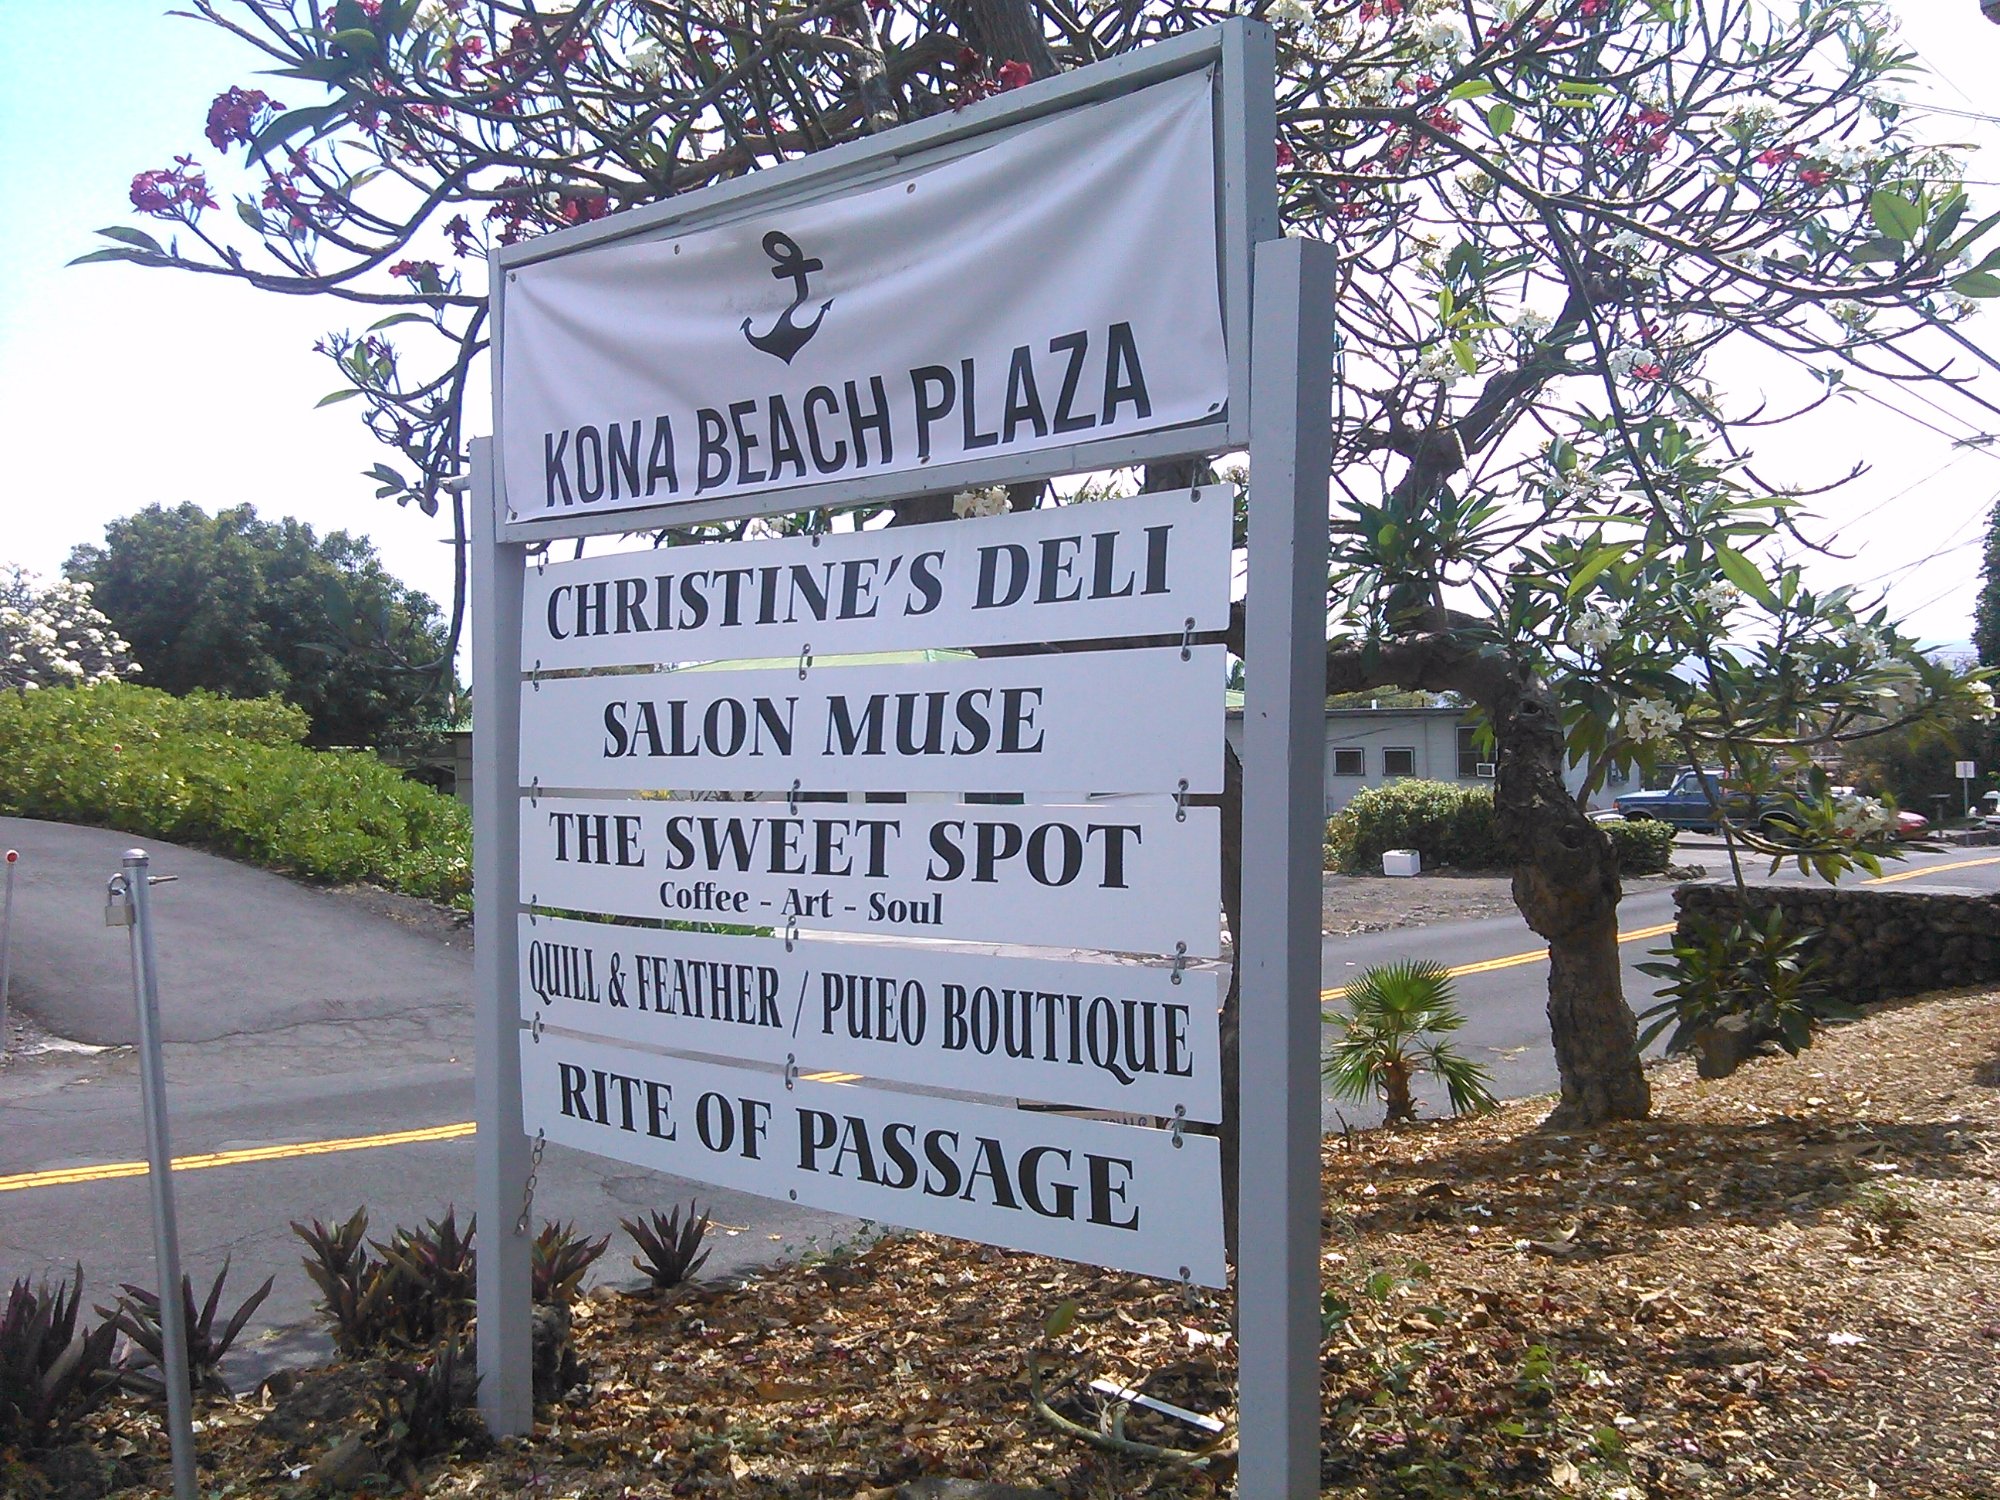 KONA BEACH PLAZA
CHRISTINE'S DELI
SALON MUSE
THE SWEET SPOT
Coffee - Art - Soul
QUILL & FEATHER / PUEO BOUTIQUE
RITE OF PASSAGE